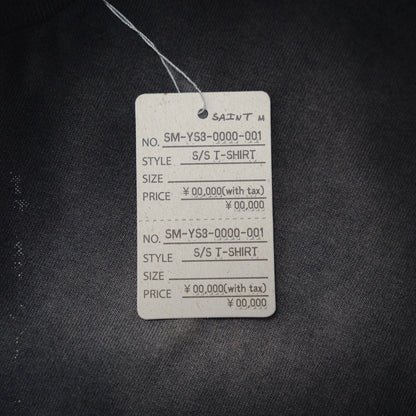 SAINT M
NO. SM-YS3-0000-001
STYLE S/S T-SHIRT
SIZE
PRICE ¥00,000(with tax)
¥00,000
NO. SM-YS3-0000-001
STYLE S/S T-SHIRT
SIZE
PRICE ¥00,000(with tax)
¥00,000